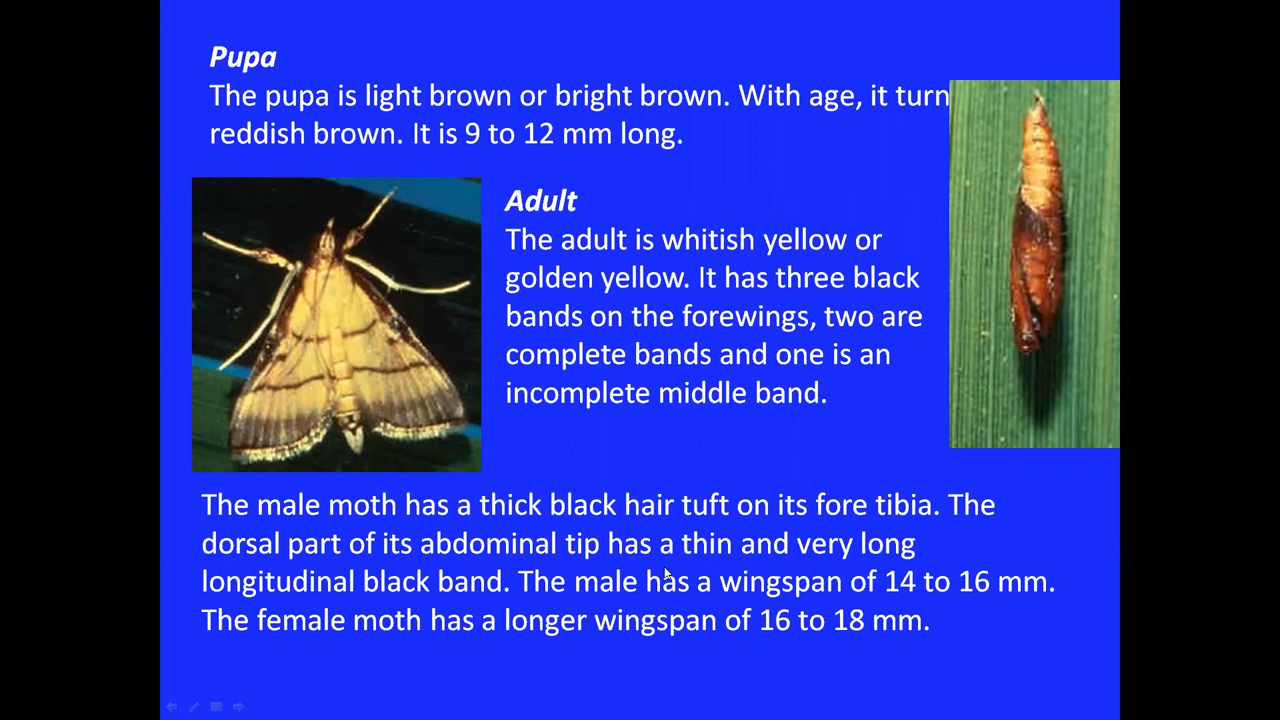 Pupa
The pupa is light brown or bright brown. With age, it turn
reddish brown. It is 9 to 12 mm long.
Adult
The adult is whitish yellow or
golden yellow. It has three black
bands on the forewings, two are
complete bands and one is an
incomplete middle band.
The male moth has a thick black hair tuft on its fore tibia. The
dorsal part of its abdominal tip has a thin and very long
longitudinal black band. The male has a wingspan of 14 to 16 mm.
The female moth has a longer wingspan of 16 to 18 mm.